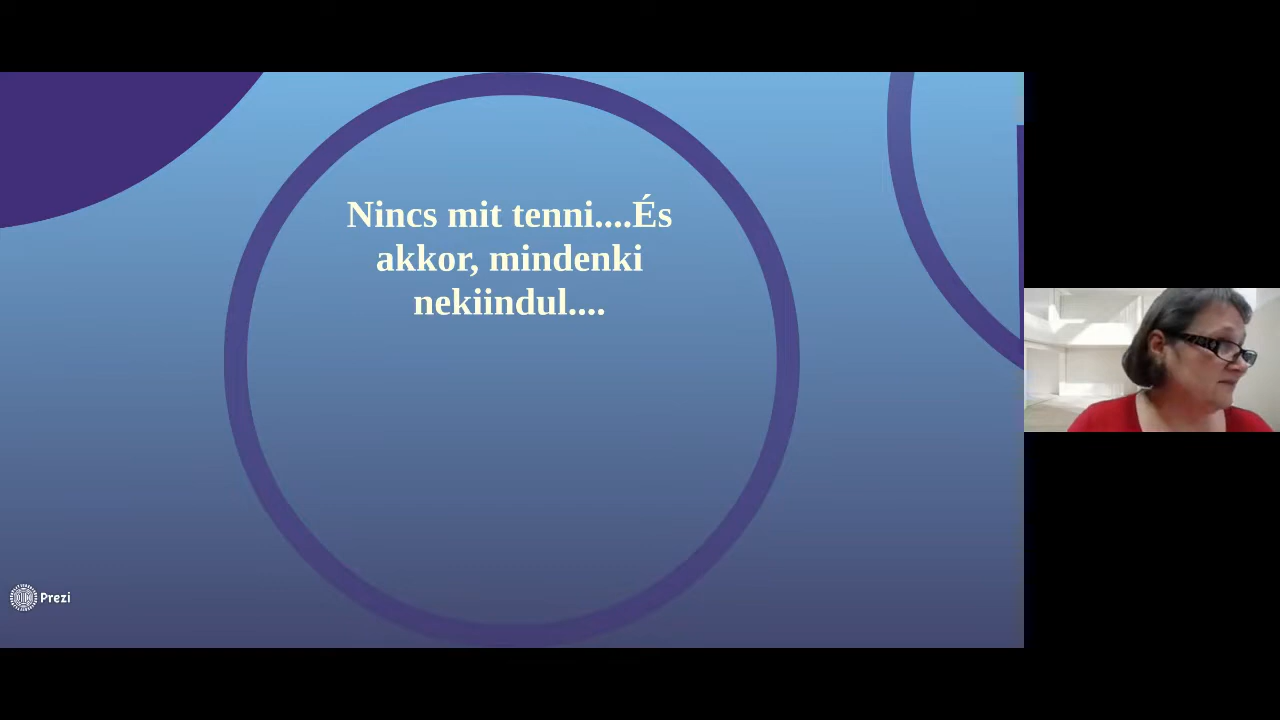 Nincs mit tenni....És
akkor, mindenki
nekiindul....
Prezi